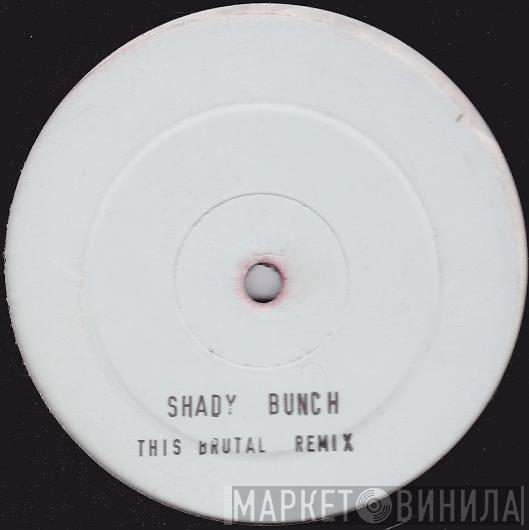 SHADY BUNCH
THIS BRUTAL REMIX
МАРКЕТ ВИНИЛА